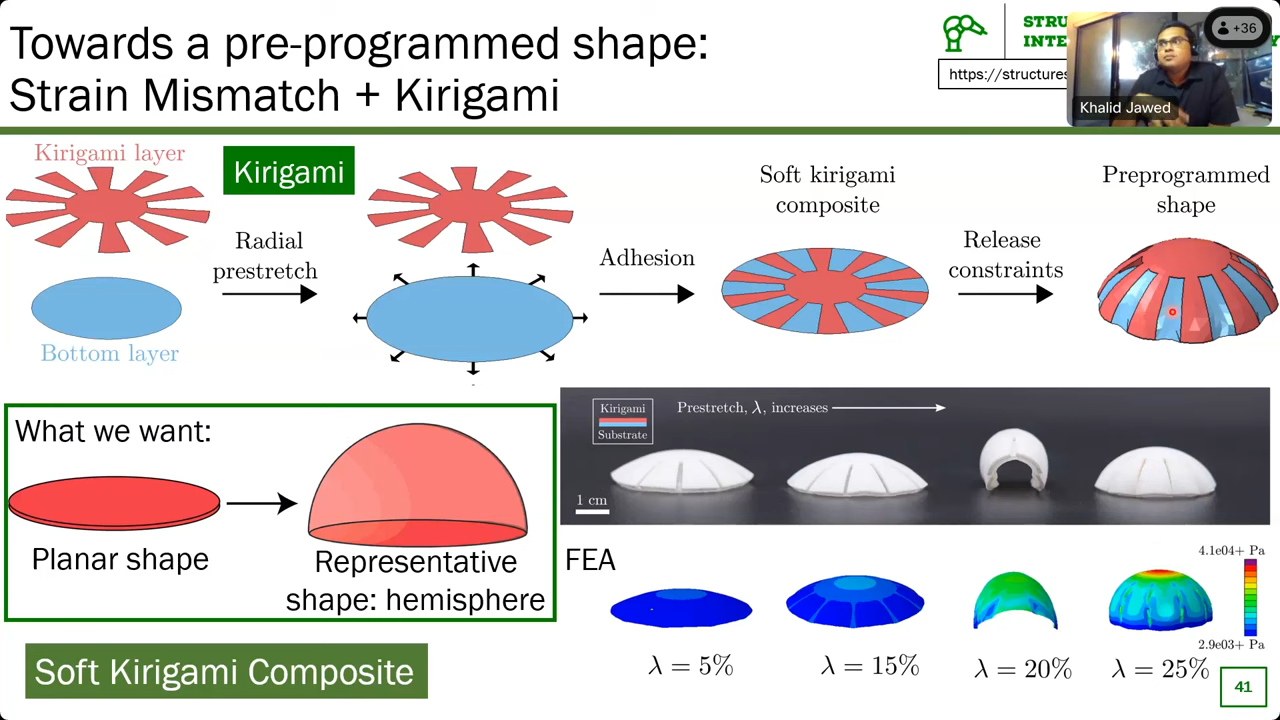 Towards a pre-programmed shape:
Strain Mismatch + Kirigami
STRU
INTE
https://structures
+36
Khalid Jawed
Kirigami layer
Kirigami
Radial
prestretch
Bottom layer
Adhesion
Soft kirigami
composite
Release
constraints
Preprogrammed
shape
What we want:
Planar shape
Representative
shape: hemisphere
Kirigami
Substrate
Prestretch, λ, increases
1 cm
FEA
4.1e04+ Pa
2.9e03+ Pa
λ = 5%
λ = 15%
λ = 20%
λ = 25%
Soft Kirigami Composite
41